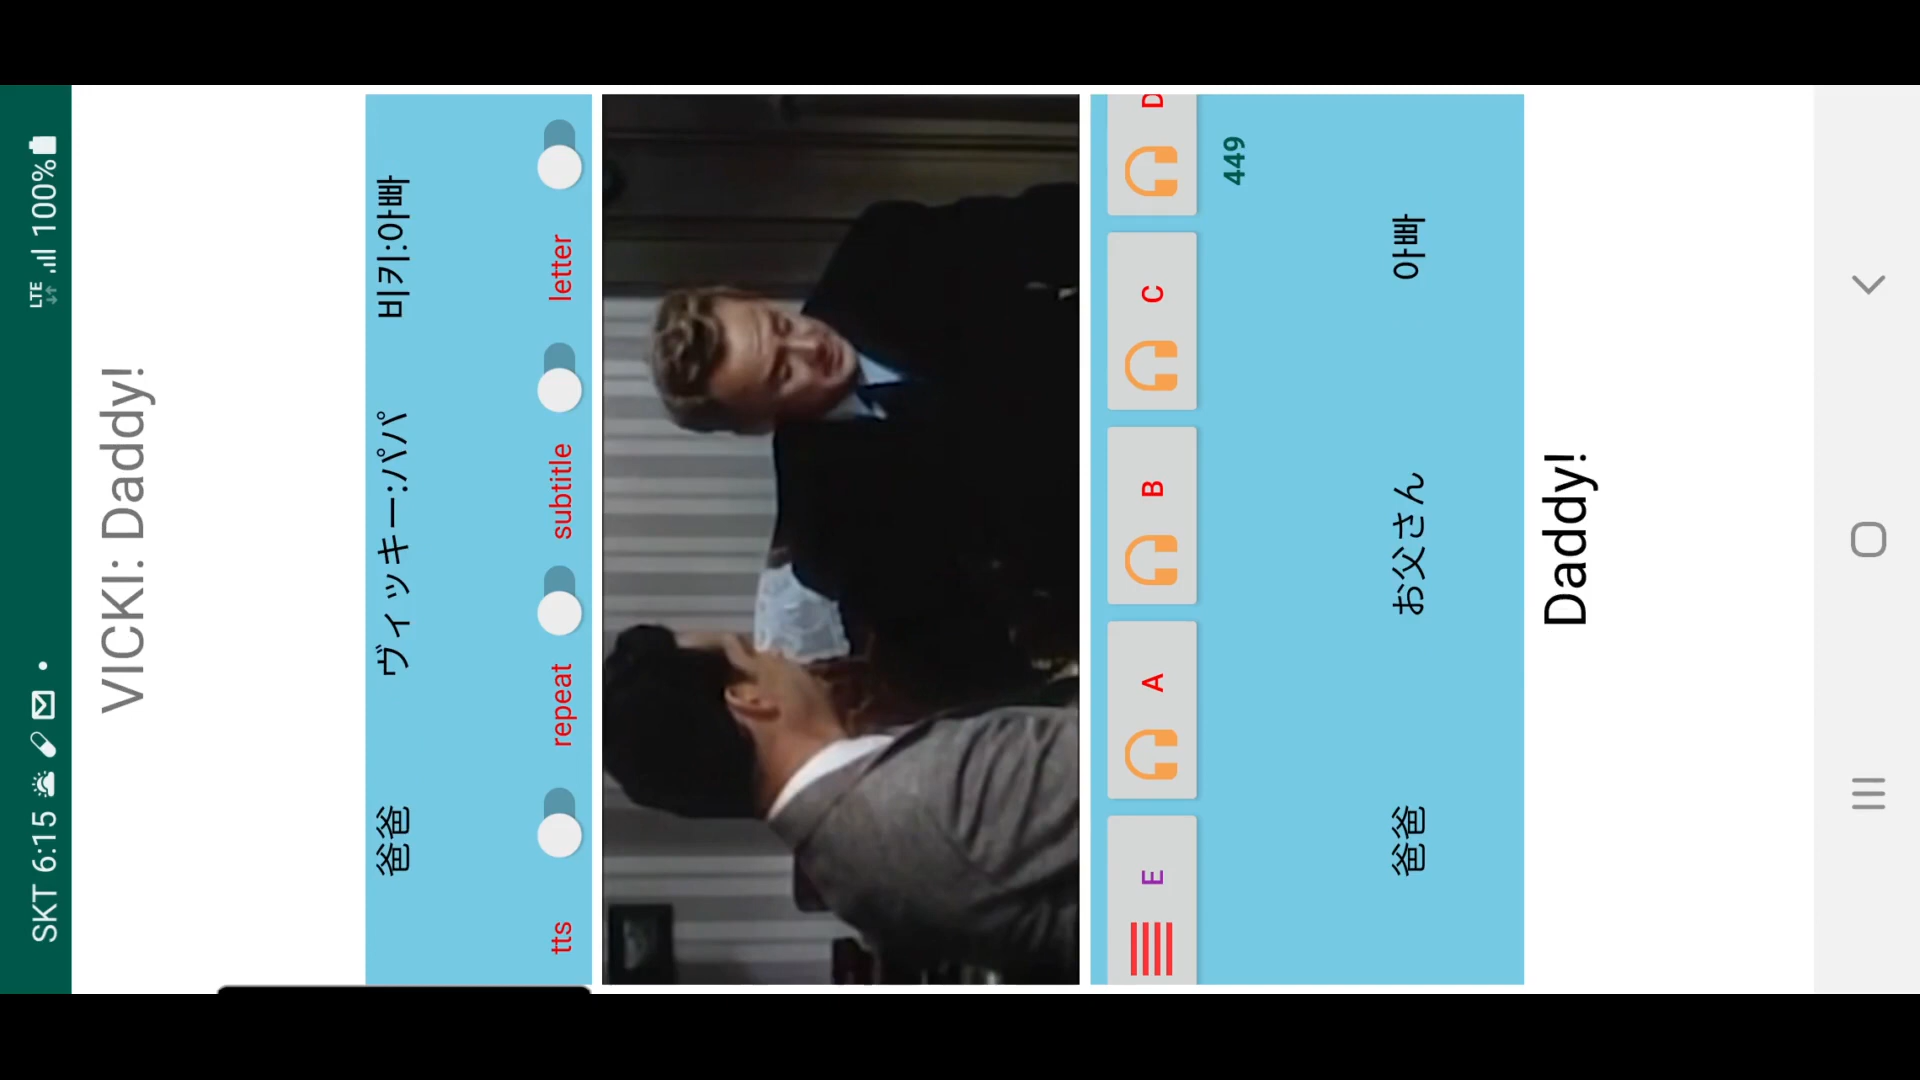 SKT 6:15 • LTE 100%
VICKI: Daddy!
爸爸 ヴィッキー:パパ 비키:아빠
tts repeat subtitle letter
E A B C D
449
爸爸 お父さん 아빠
Daddy!